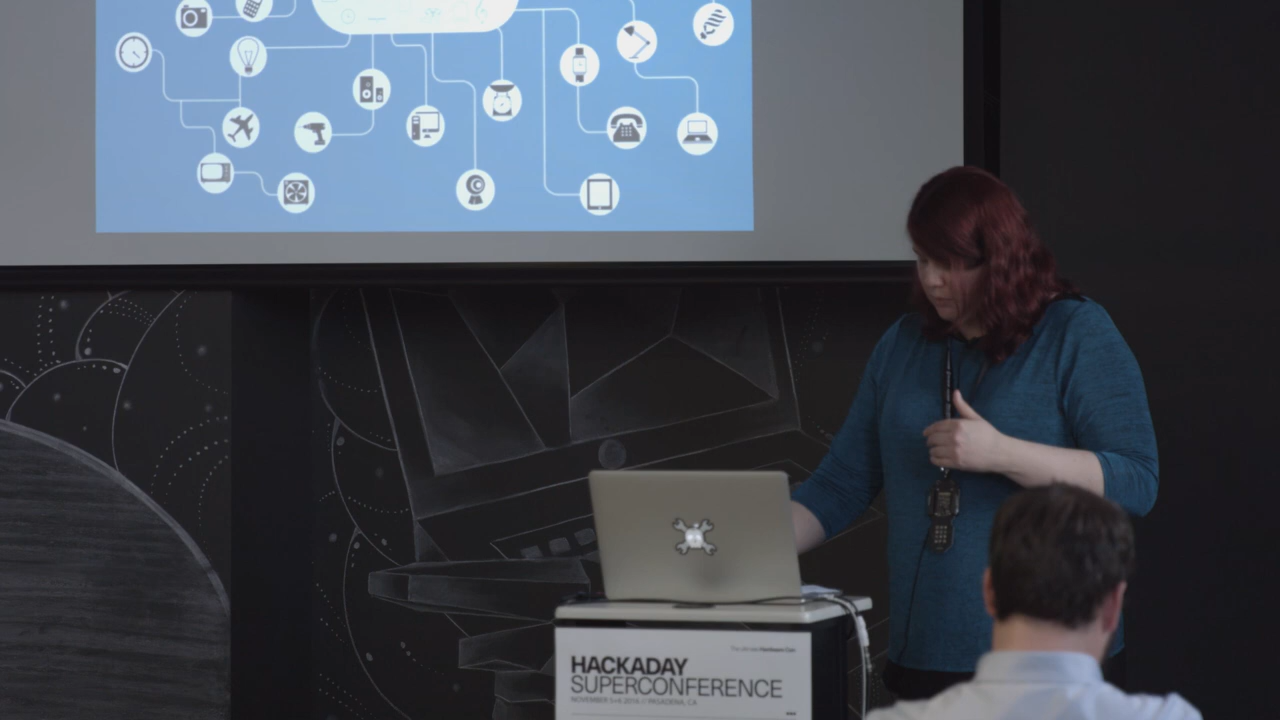 The ultimate Hardware Con
HACKADAY
SUPERCONFERENCE
NOVEMBER 5+6 2016 // PASADENA, CA